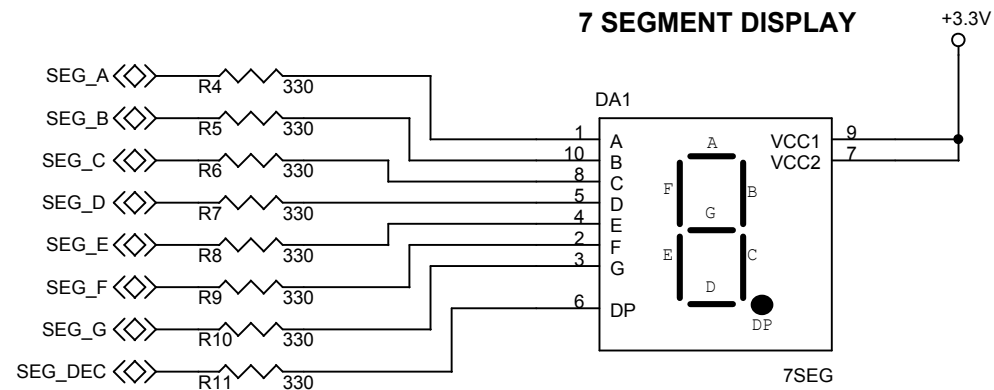 7 SEGMENT DISPLAY
+3.3V
SEG_A R4 330
SEG_B R5 330
SEG_C R6 330
SEG_D R7 330
SEG_E R8 330
SEG_F R9 330
SEG_G R10 330
SEG_DEC R11 330
DA1
1 A
10 B
8 C
5 D
4 E
2 F
3 G
6 DP
VCC1 9
VCC2 7
A
F B
G
E C
D
DP
7SEG